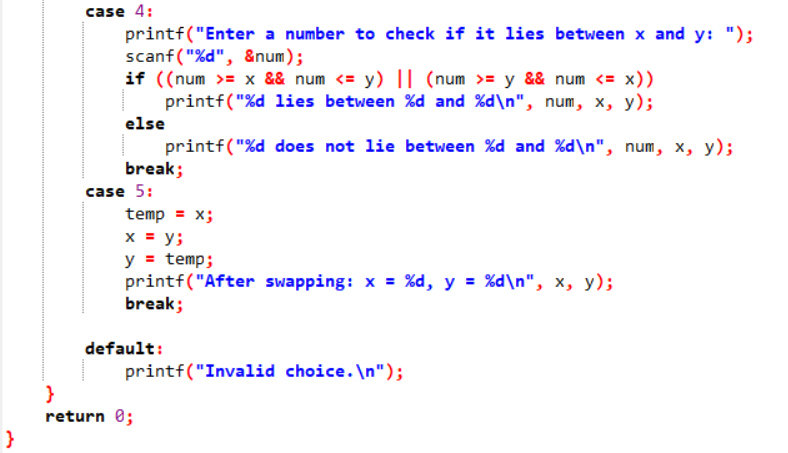 case 4:
printf("Enter a number to check if it lies between x and y: ");
scanf("%d", &num);
if ((num >= x && num <= y) || (num >= y && num <= x))
printf("%d lies between %d and %d\n", num, x, y);
else
printf("%d does not lie between %d and %d\n", num, x, y);
break;
case 5:
temp = x;
x = y;
y = temp;
printf("After swapping: x = %d, y = %d\n", x, y);
break;
default:
printf("Invalid choice.\n");
}
return 0;
}